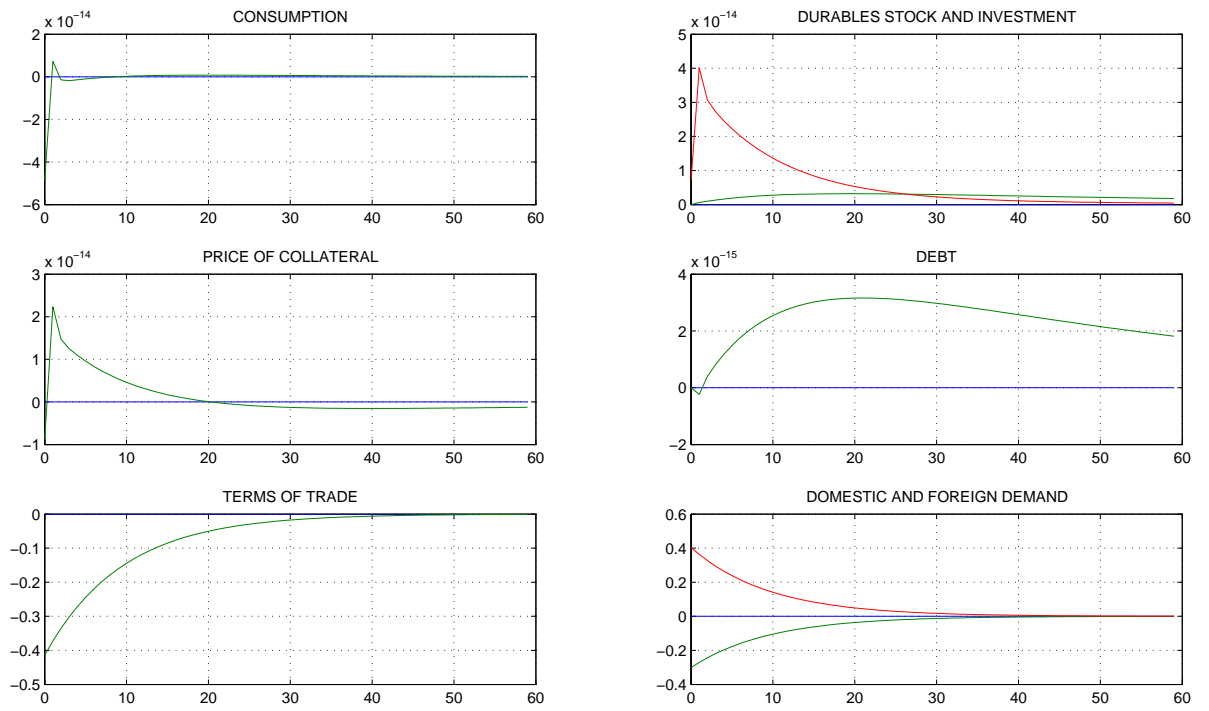 CONSUMPTION
x 10^−14
2
0
−2
−4
−6
0 10 20 30 40 50 60
DURABLES STOCK AND INVESTMENT
x 10^−14
5
4
3
2
1
0
0 10 20 30 40 50 60
PRICE OF COLLATERAL
x 10^−14
3
2
1
0
−1
0 10 20 30 40 50 60
DEBT
x 10^−15
4
2
0
−2
0 10 20 30 40 50 60
TERMS OF TRADE
0
−0.1
−0.2
−0.3
−0.4
−0.5
0 10 20 30 40 50 60
DOMESTIC AND FOREIGN DEMAND
0.6
0.4
0.2
0
−0.2
−0.4
0 10 20 30 40 50 60